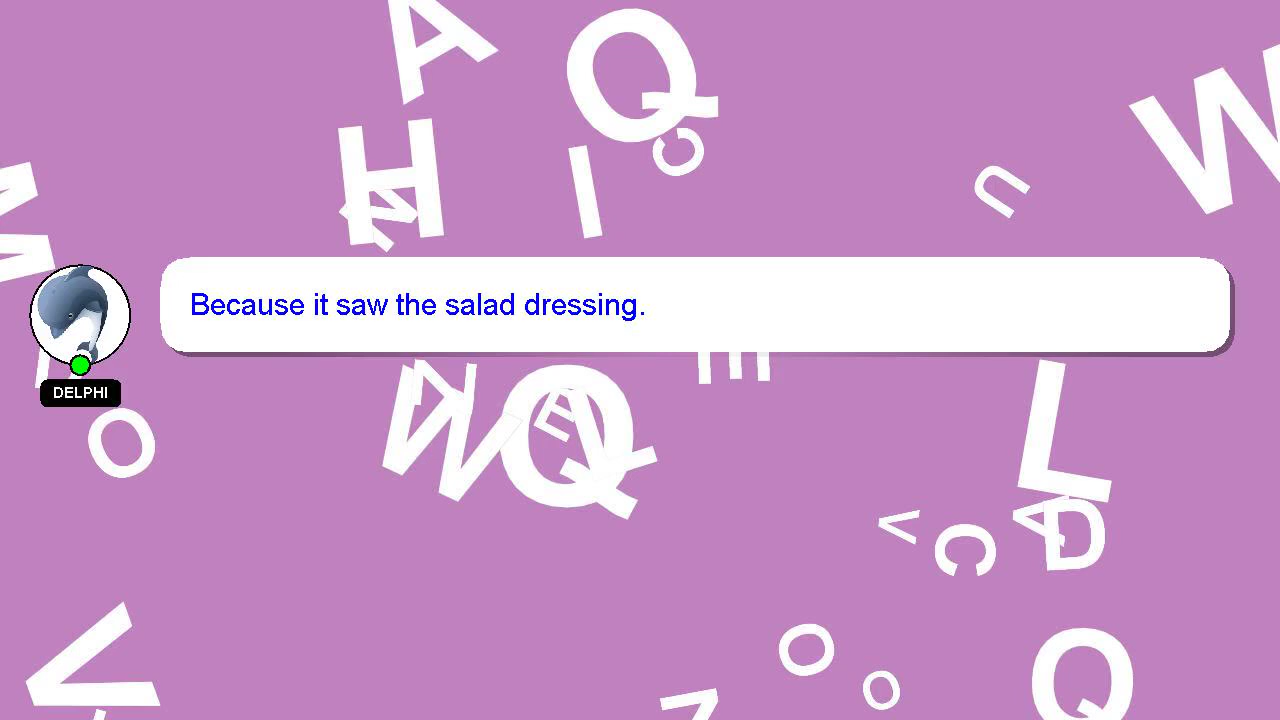 A
Q
W
H
C
I
M
U
N
Because it saw the salad dressing.
DELPHI
E
L
W
Q
E
O
V
C
A
D
V
O
O
Q